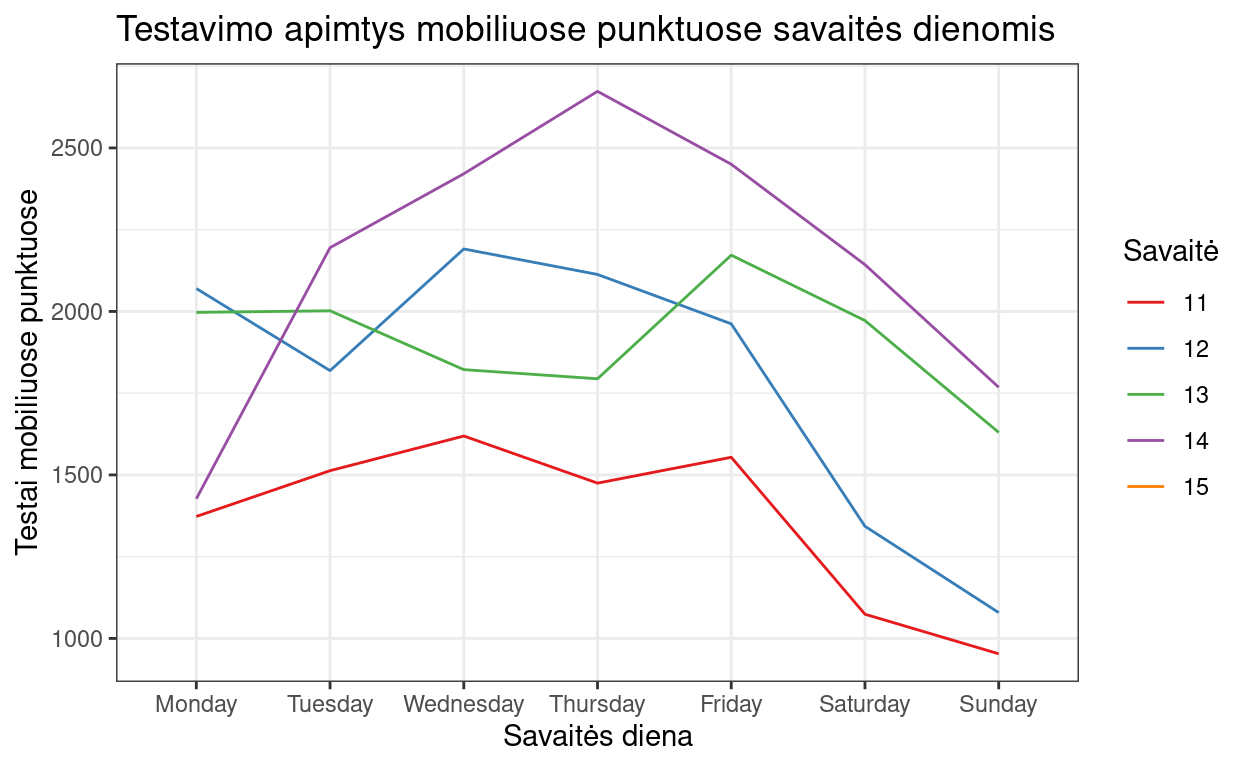 Testavimo apimtys mobiliuose punktuose savaitės dienomis
Testai mobiliuose punktuose
2500
2000
1500
1000
Monday Tuesday Wednesday Thursday Friday Saturday Sunday
Savaitės diena
Savaitė
11
12
13
14
15